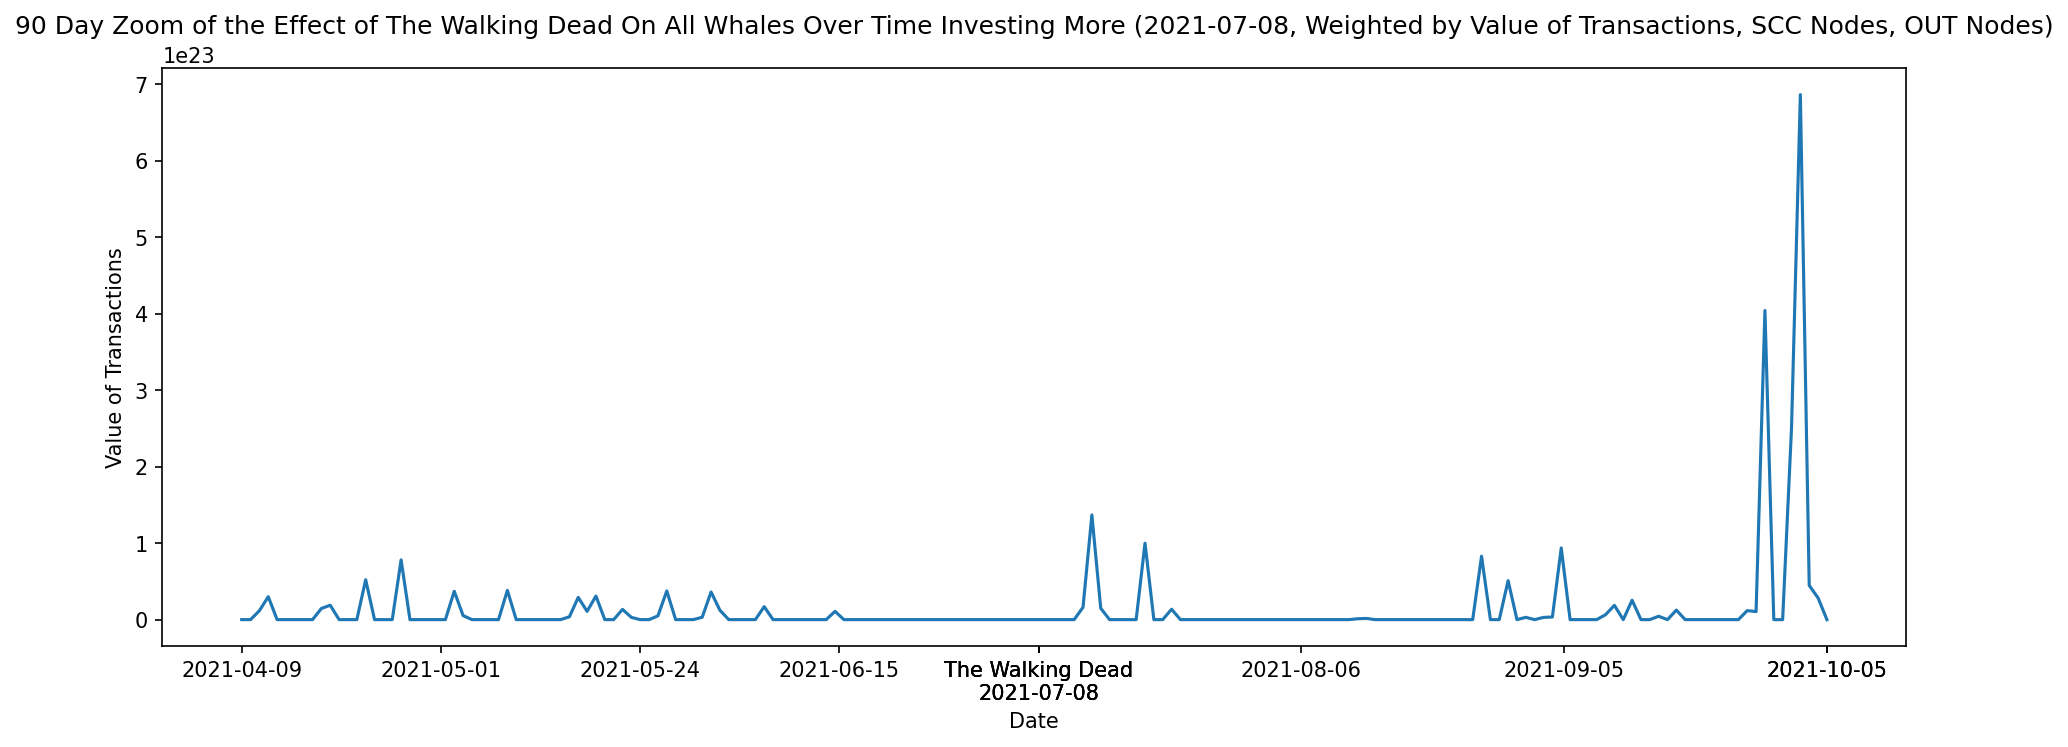 90 Day Zoom of the Effect of The Walking Dead On All Whales Over Time Investing More (2021-07-08, Weighted by Value of Transactions, SCC Nodes, OUT Nodes)
1e23
7
6
5
4
3
2
1
0
Value of Transactions
2021-04-09 2021-05-01 2021-05-24 2021-06-15 The Walking Dead 2021-08-06 2021-09-05 2021-10-05
2021-07-08
Date